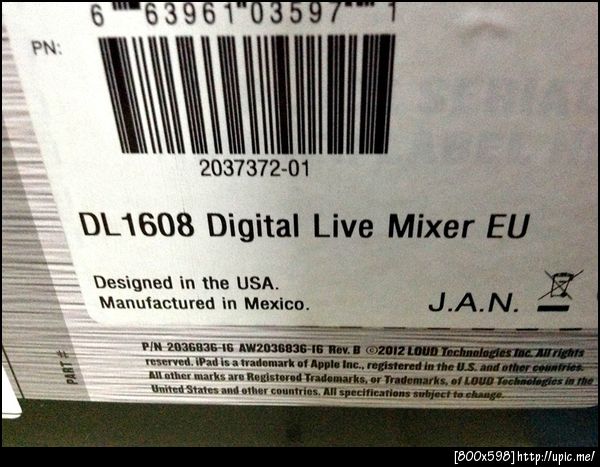 6 63961 03597 1
PN:
2037372-01
DL1608 Digital Live Mixer EU
Designed in the USA.
Manufactured in Mexico.
J.A.N.
PART #
P/N 2036836-16 AW2036836-16 Rev. B ©2012 LOUD Technologies Inc. All rights
reserved. iPad is a trademark of Apple Inc., registered in the U.S. and other countries.
All other marks are Registered Trademarks, or Trademarks, of LOUD Technologies in the
United States and other countries. All specifications subject to change.
[800x598]http://upic.me/